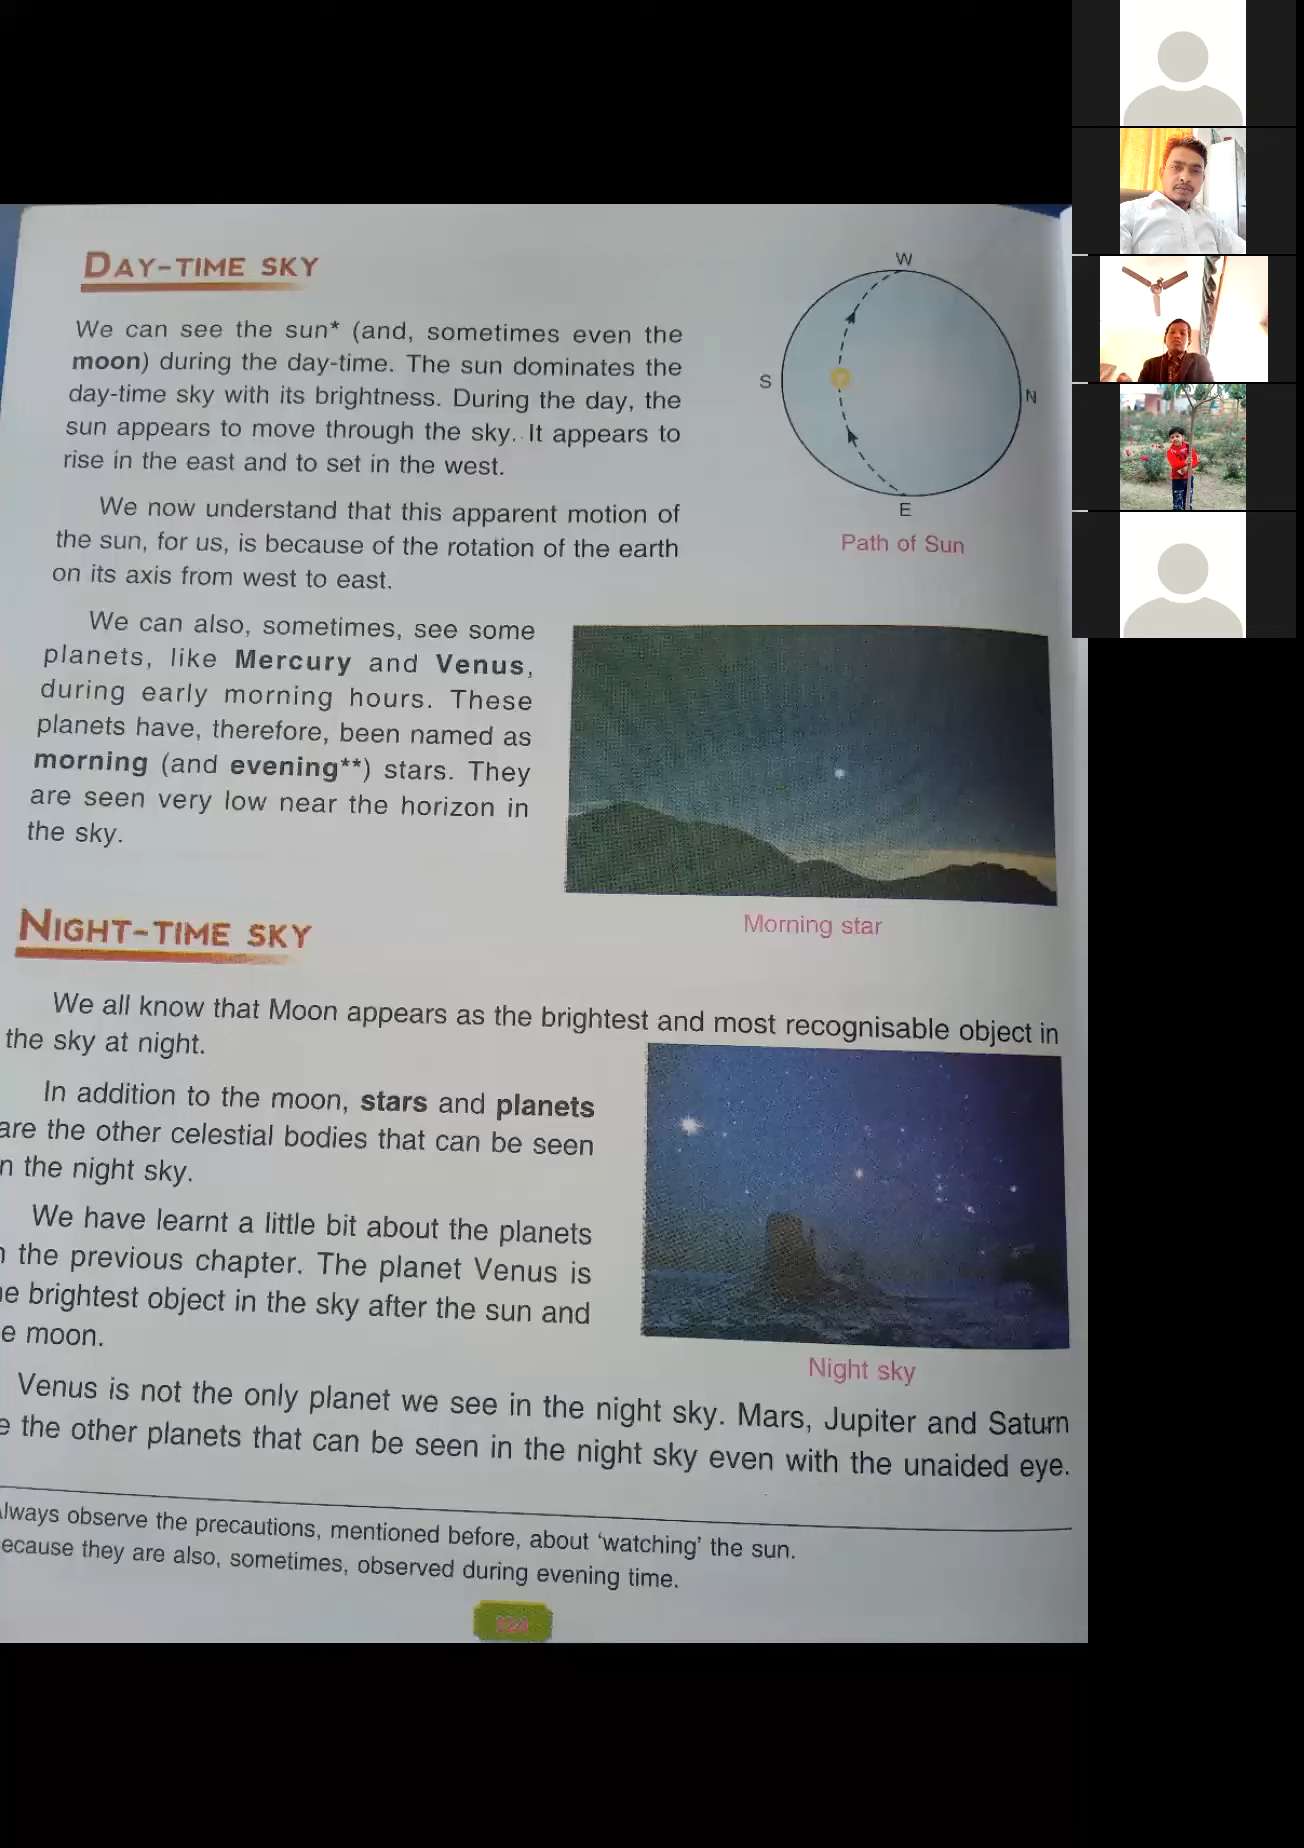 DAY-TIME SKY
We can see the sun* (and, sometimes even the
moon) during the day-time. The sun dominates the
day-time sky with its brightness. During the day, the
sun appears to move through the sky. It appears to
rise in the east and to set in the west.
We now understand that this apparent motion of
the sun, for us, is because of the rotation of the earth
on its axis from west to east.
W
S
N
E
Path of Sun
We can also, sometimes, see some
planets, like Mercury and Venus,
during early morning hours. These
planets have, therefore, been named as
morning (and evening**) stars. They
are seen very low near the horizon in
the sky.
Morning star
NIGHT-TIME SKY
We all know that Moon appears as the brightest and most recognisable object in
the sky at night.
In addition to the moon, stars and planets
are the other celestial bodies that can be seen
n the night sky.
We have learnt a little bit about the planets
the previous chapter. The planet Venus is
e brightest object in the sky after the sun and
e moon.
Night sky
Venus is not the only planet we see in the night sky. Mars, Jupiter and Saturn
e the other planets that can be seen in the night sky even with the unaided eye.
lways observe the precautions, mentioned before, about ‘watching’ the sun.
ecause they are also, sometimes, observed during evening time.